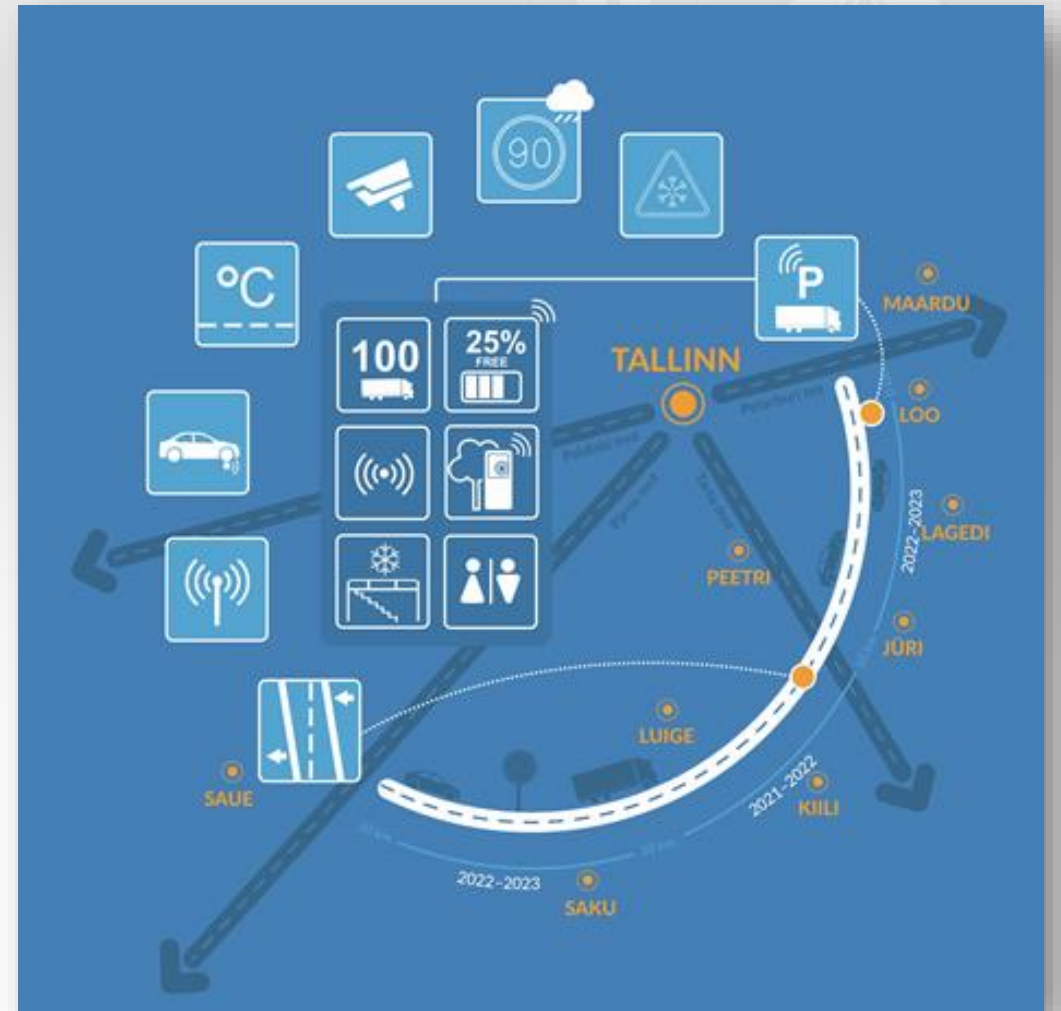 90
°C
P
MAARDU
100
25%
FREE
TALLINN
LOO
2022-2023
LAGEDI
PEETRI
JÜRI
LUIGE
SAUE
2021-2022
KIILI
2022-2023
SAKU